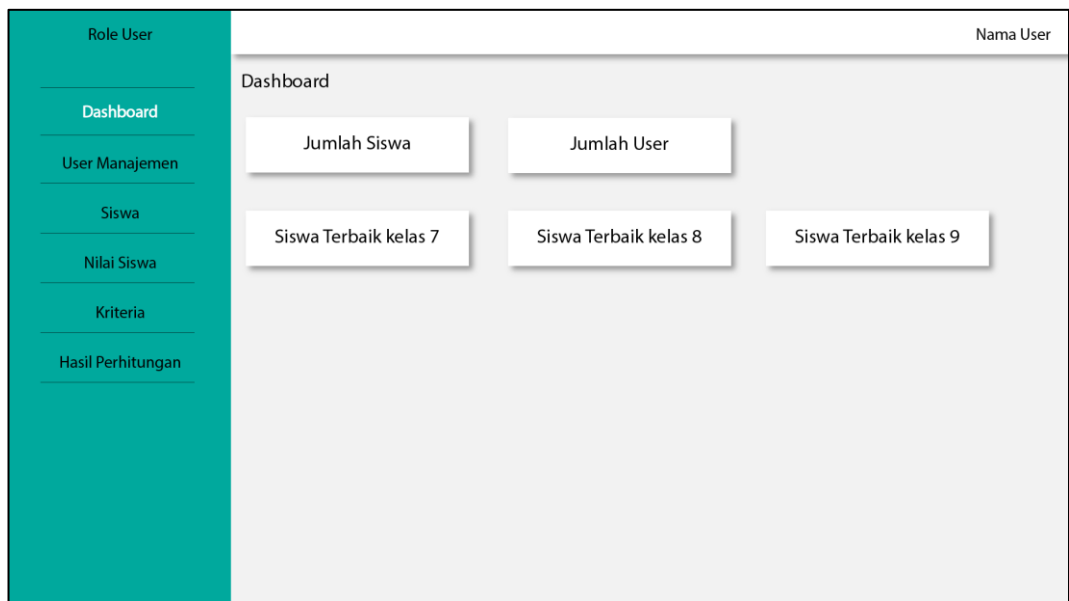 Role User
Nama User
Dashboard
User Manajemen
Siswa
Nilai Siswa
Kriteria
Hasil Perhitungan
Dashboard
Jumlah Siswa
Jumlah User
Siswa Terbaik kelas 7
Siswa Terbaik kelas 8
Siswa Terbaik kelas 9